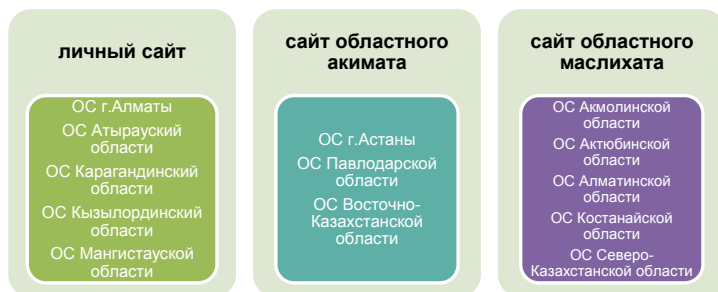 личный сайт
ОС г.Алматы
ОС Атырауский
области
ОС Карагандинский
области
ОС Кызылординский
области
ОС Мангистауской
области
сайт областного
акимата
ОС г.Астаны
ОС Павлодарской
области
ОС Восточно-
Казахстанской
области
сайт областного
маслихата
ОС Акмолинской
области
ОС Актюбинской
области
ОС Алматинской
области
ОС Костанайской
области
ОС Северо-
Казахстанской области